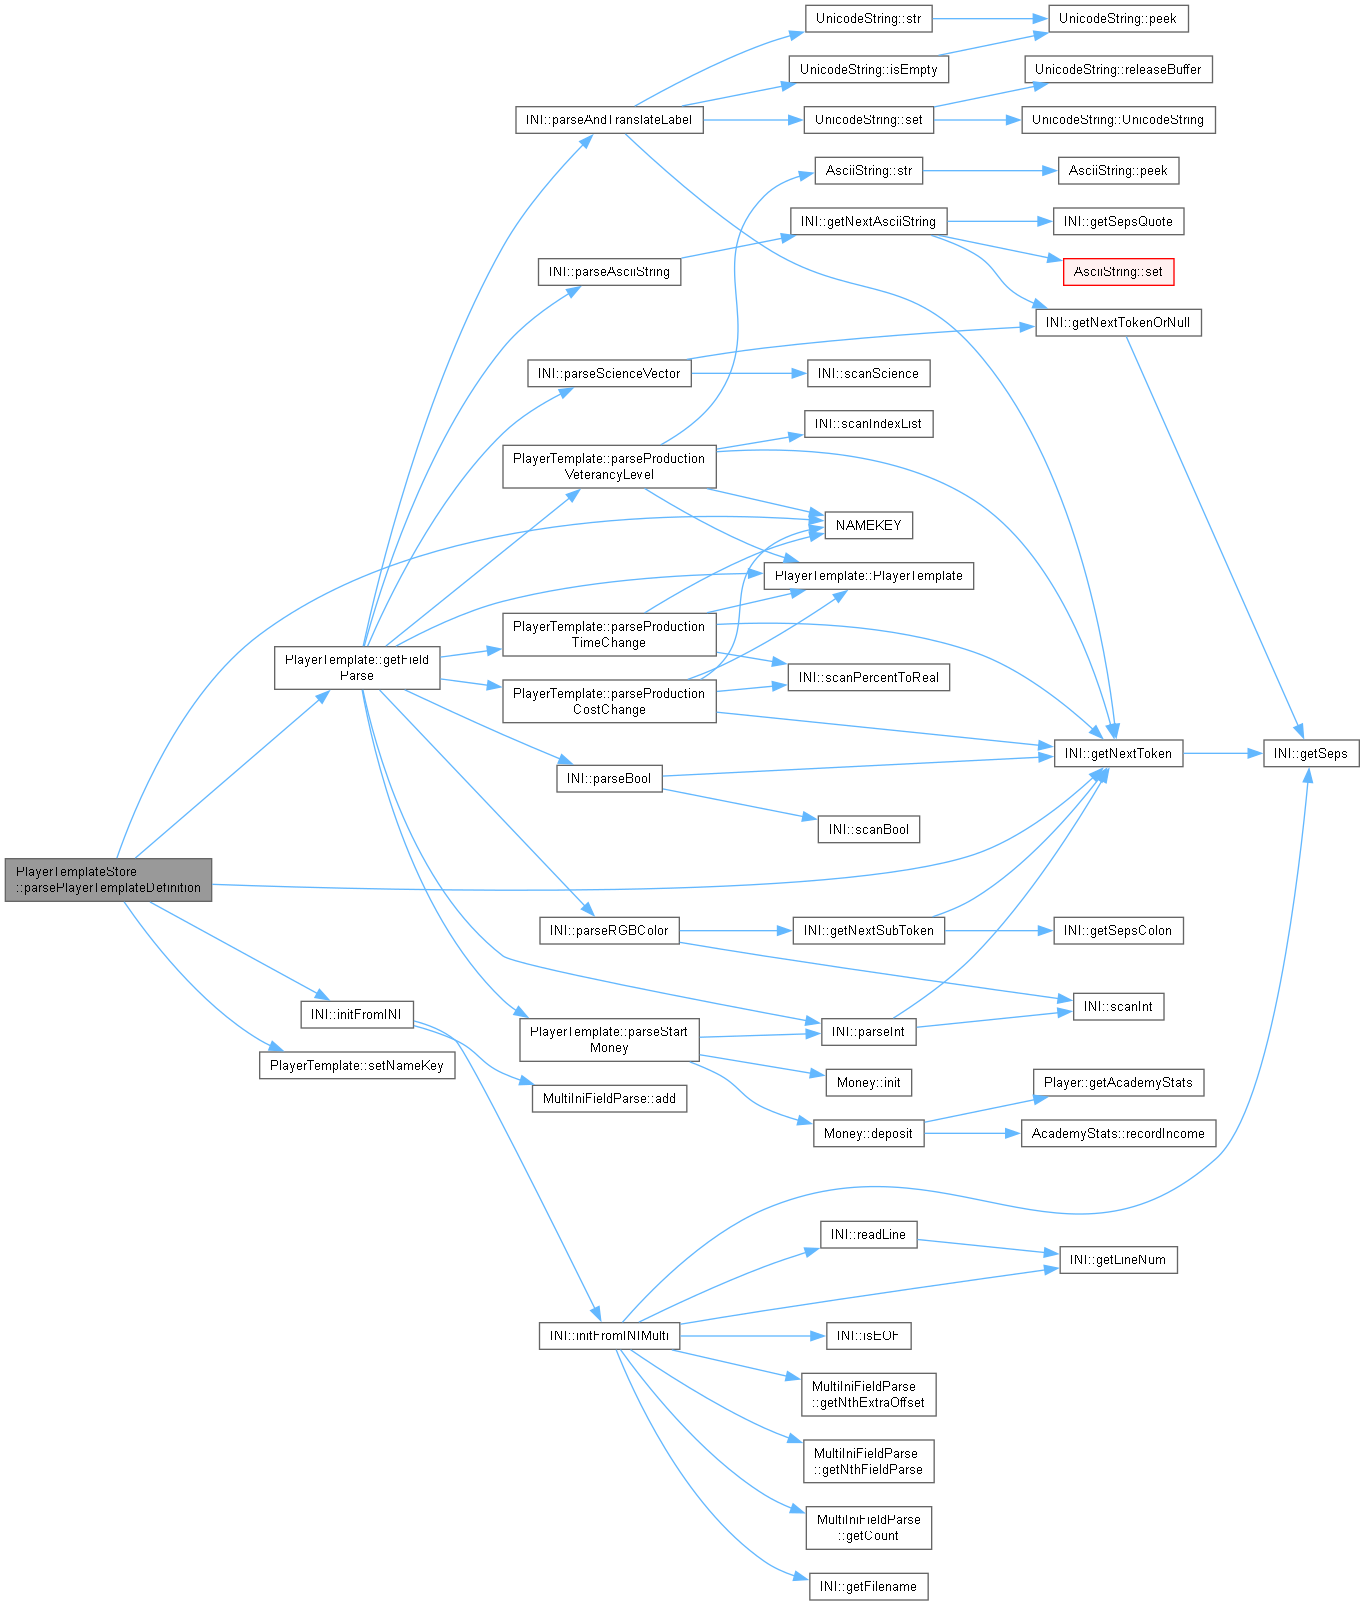 UnicodeString::str
UnicodeString::peek
UnicodeString::isEmpty
UnicodeString::releaseBuffer
INI::parseAndTranslateLabel
UnicodeString::set
UnicodeString::UnicodeString
AsciiString::str
AsciiString::peek
INI::getNextAsciiString
INI::getSepsQuote
INI::parseAsciiString
AsciiString::set
INI::getNextTokenOrNull
INI::parseScienceVector
INI::scanScience
INI::scanIndexList
PlayerTemplate::parseProduction
VeterancyLevel
NAMEKEY
PlayerTemplate::PlayerTemplate
PlayerTemplate::parseProduction
TimeChange
PlayerTemplate::getField
Parse
INI::scanPercentToReal
PlayerTemplate::parseProduction
CostChange
INI::getNextToken
INI::getSeps
INI::parseBool
INI::scanBool
PlayerTemplateStore
::parsePlayerTemplateDefinition
INI::parseRGBColor
INI::getNextSubToken
INI::getSepsColon
INI::initFromINI
INI::scanInt
PlayerTemplate::parseStart
Money
INI::parseInt
PlayerTemplate::setNameKey
Money::init
Player::getAcademyStats
MultiIniFieldParse::add
Money::deposit
AcademyStats::recordIncome
INI::readLine
INI::getLineNum
INI::initFromINIMulti
INI::isEOF
MultiIniFieldParse
::getNthExtraOffset
MultiIniFieldParse
::getNthFieldParse
MultiIniFieldParse
::getCount
INI::getFilename